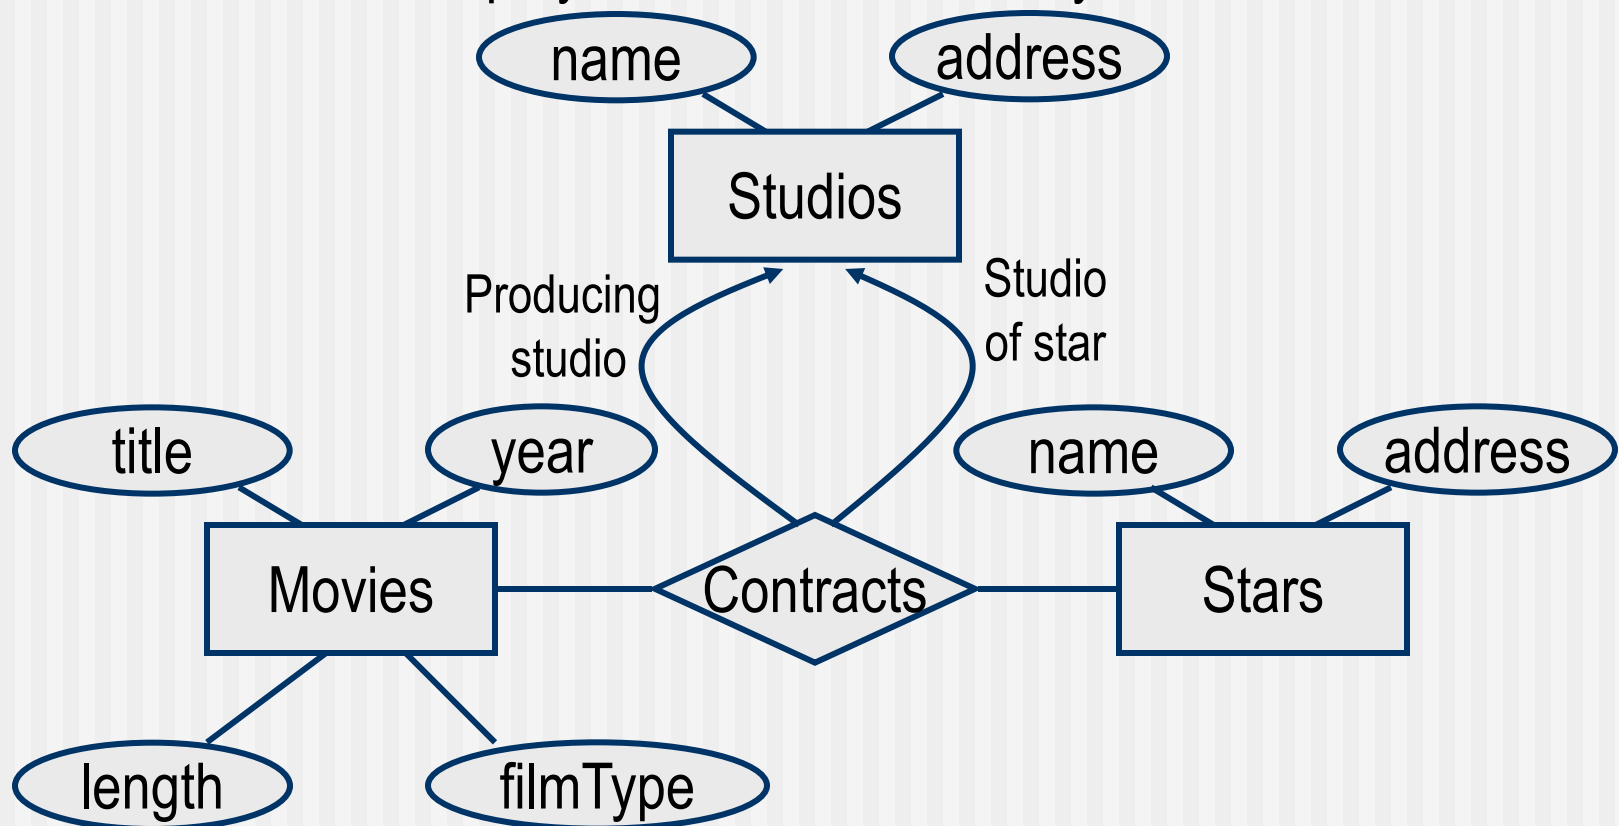 name
address
Studios
Producing
studio
Studio
of star
title
year
name
address
Movies
Contracts
Stars
length
filmType